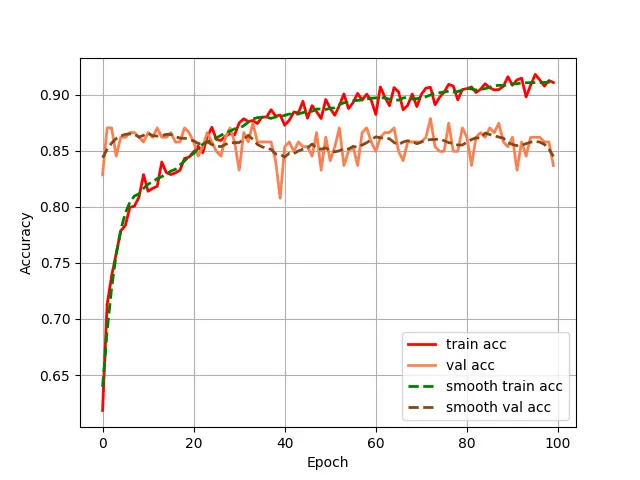 0.90
0.85
0.80
0.75
0.70
0.65
Accuracy
train acc
val acc
smooth train acc
smooth val acc
0 20 40 60 80 100
Epoch